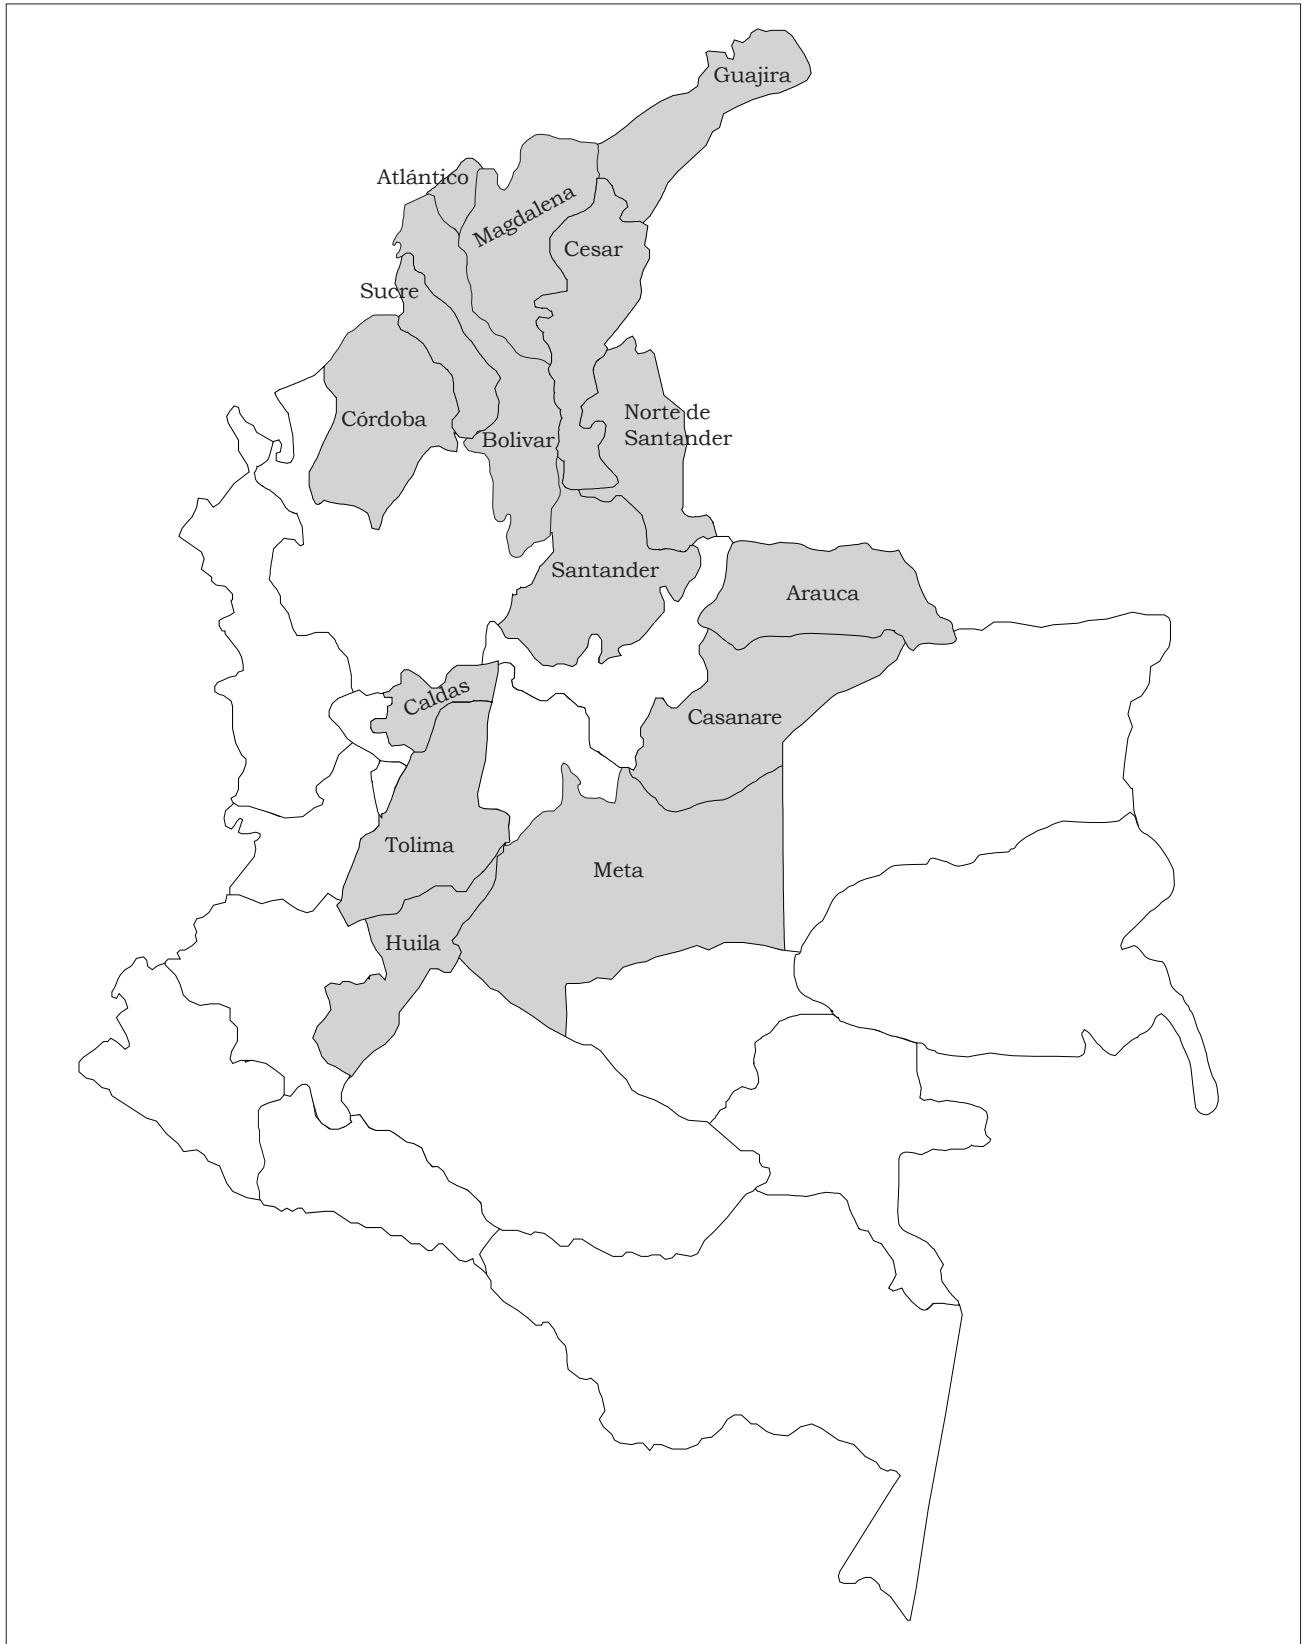 Guajira
Atlántico
Magdalena
Cesar
Sucre
Córdoba
Norte de
Santander
Bolivar
Santander
Arauca
Caldas
Casanare
Tolima
Meta
Huila